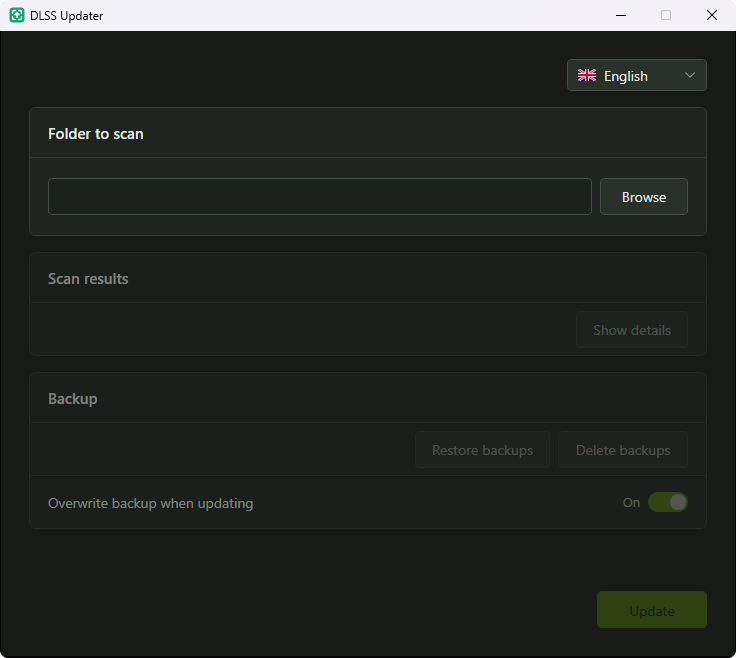 DLSS Updater
English
Folder to scan
Browse
Scan results
Show details
Backup
Restore backups
Delete backups
Overwrite backup when updating
On
Update